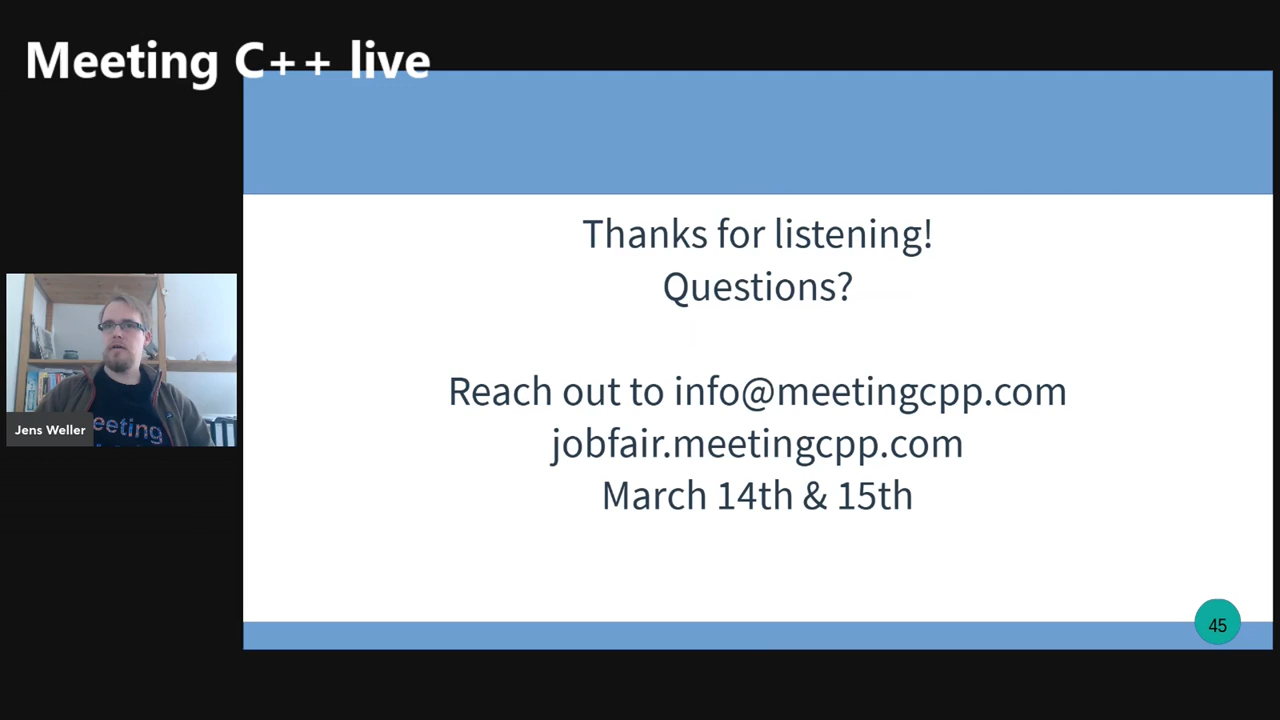 Meeting C++ live
Thanks for listening!
Questions?
Reach out to info@meetingcpp.com
jobfair.meetingcpp.com
March 14th & 15th
Jens Weller
eeting
45